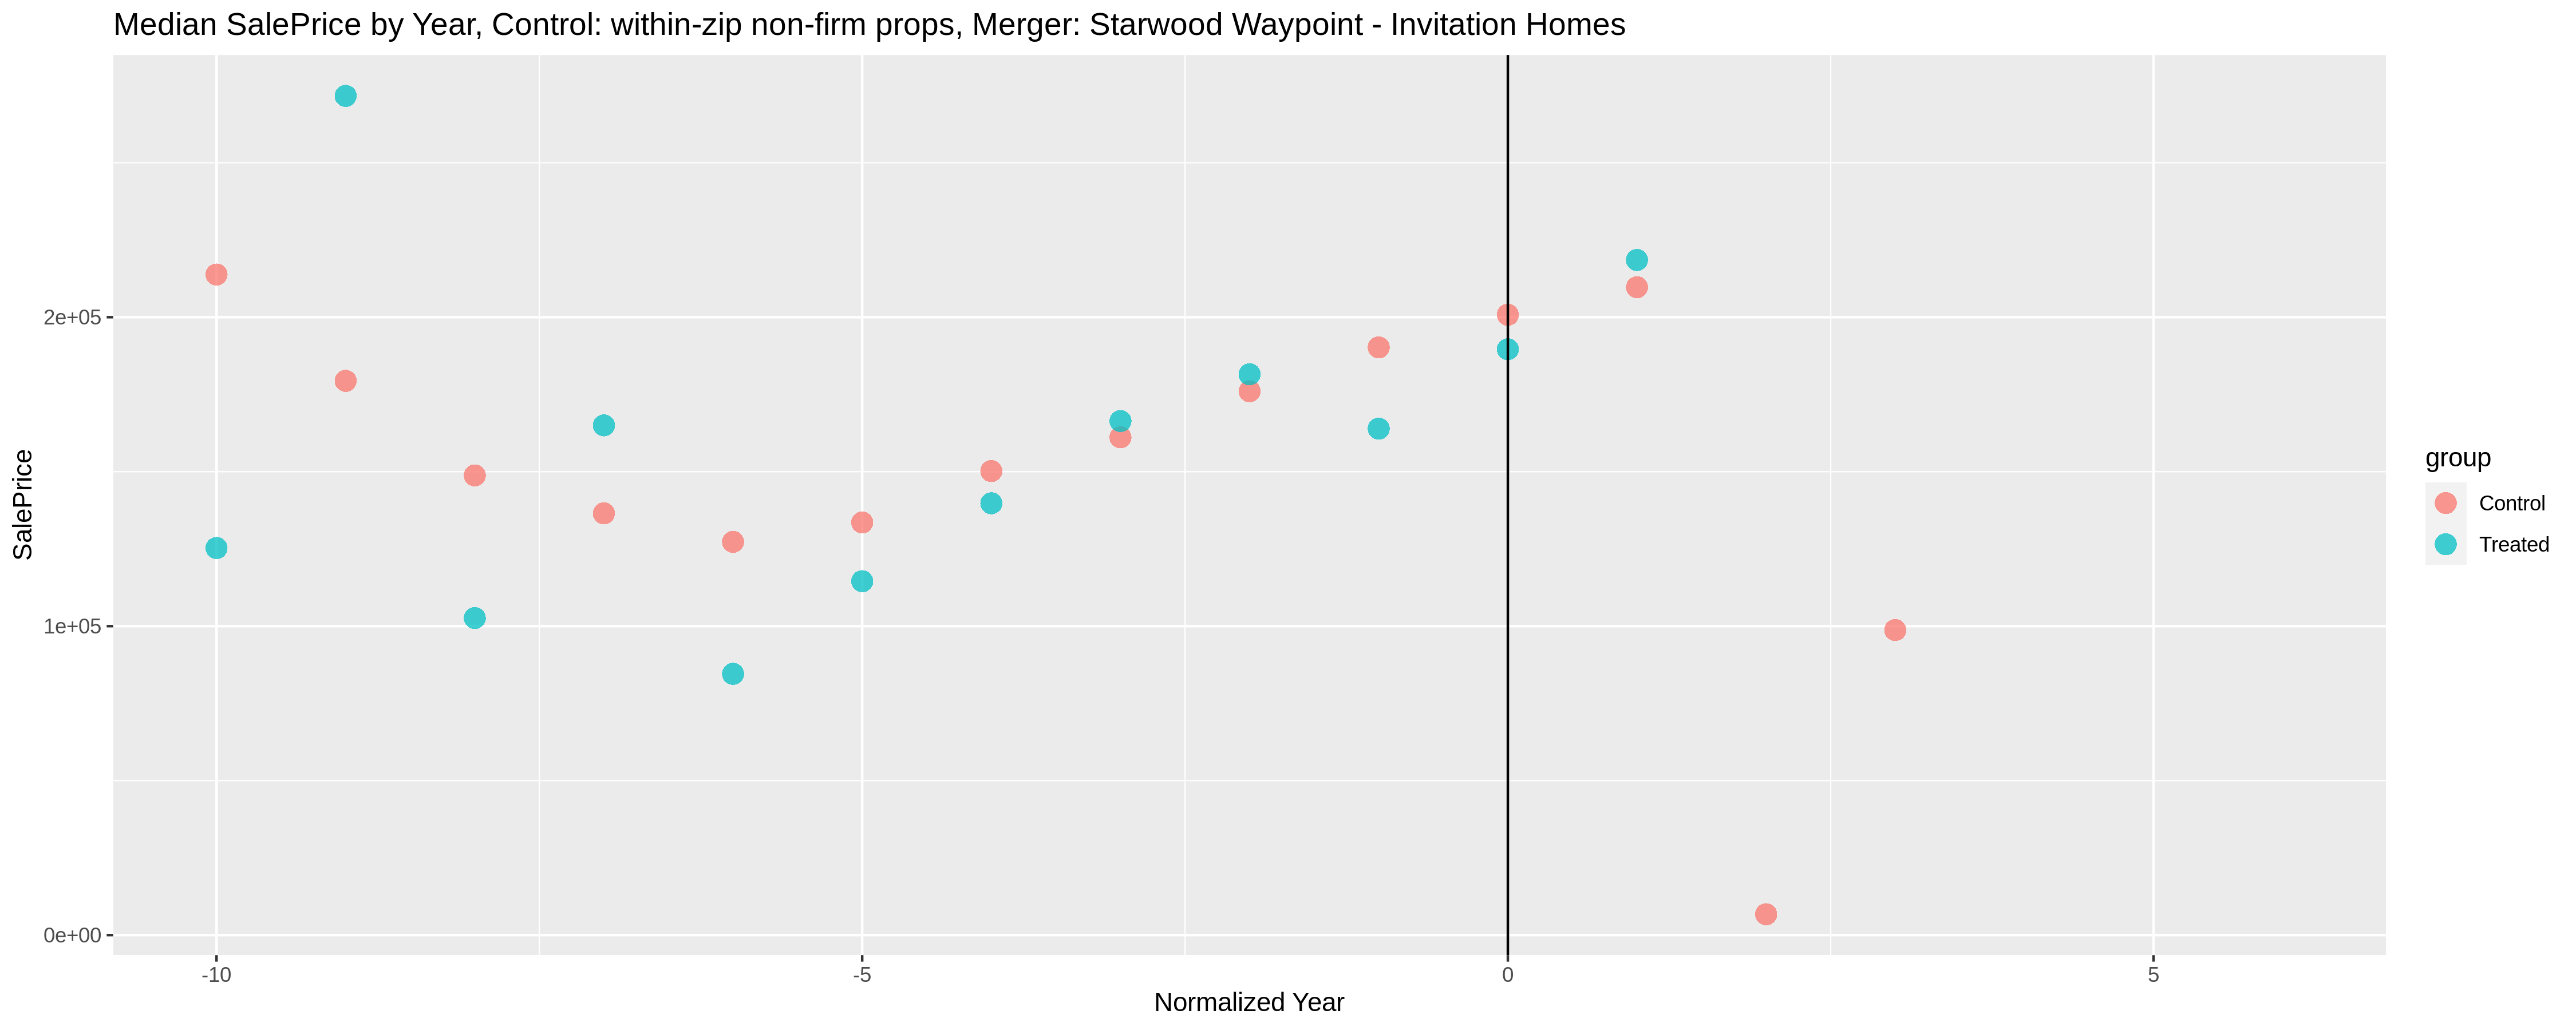 Median SalePrice by Year, Control: within-zip non-firm props, Merger: Starwood Waypoint - Invitation Homes
SalePrice
2e+05
1e+05
0e+00
-10
-5
0
5
Normalized Year
group
Control
Treated